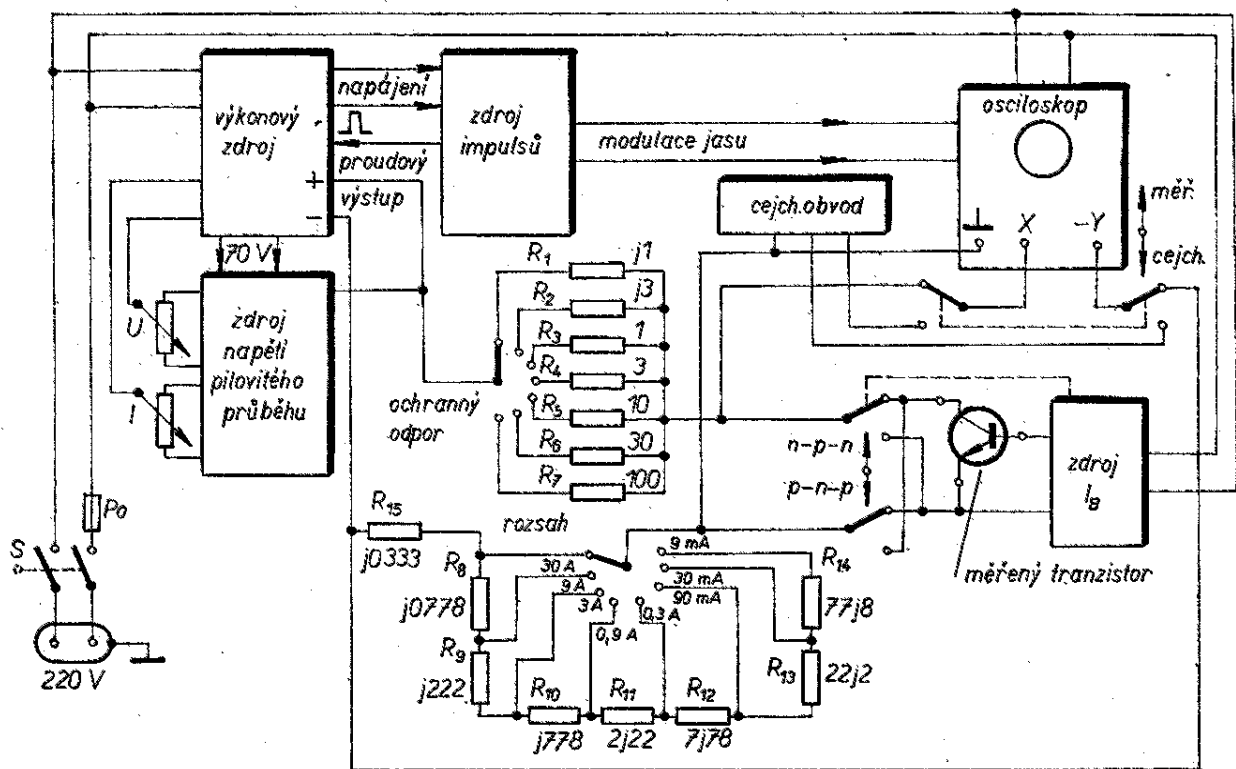 výkonový
zdroj
napájení
proudový
výstup
+
−
zdroj
impulsů
modulace jasu
osciloskop
X
-Y
měř.
cejch.
cejch. obvod
70 V
zdroj
napětí
pilovitého
průběhu
U
I
ochranný
odpor
R1
j1
R2
j3
R3
1
R4
3
R5
10
R6
30
R7
100
n-p-n
p-n-p
zdroj
IB
měřený tranzistor
Po
S
220 V
R15
j0333
rozsah
30 A
9 A
3 A
0,9 A
0,3 A
90 mA
30 mA
9 mA
R8
j0778
R9
j222
R10
j778
R11
2j22
R12
7j78
R13
22j2
R14
77j8